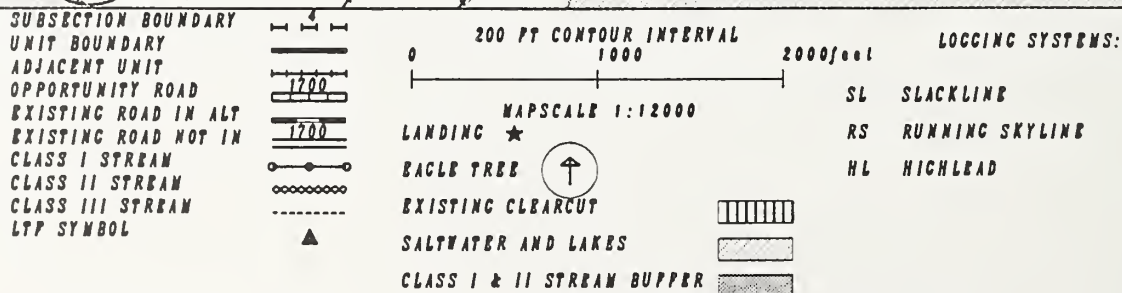 SUBSECTION BOUNDARY 4
UNIT BOUNDARY
ADJACENT UNIT
OPPORTUNITY ROAD 1700
EXISTING ROAD IN ALT
EXISTING ROAD NOT IN 1700
CLASS I STREAM
CLASS II STREAM
CLASS III STREAM
LTF SYMBOL
200 FT CONTOUR INTERVAL
0 1000 2000feet
MAPSCALE 1:12000
LANDING
EAGLE TREE
EXISTING CLEARCUT
SALTWATER AND LAKES
CLASS I & II STREAM BUFFER
LOGGING SYSTEMS:
SL SLACKLINE
RS RUNNING SKYLINE
HL HIGHLEAD